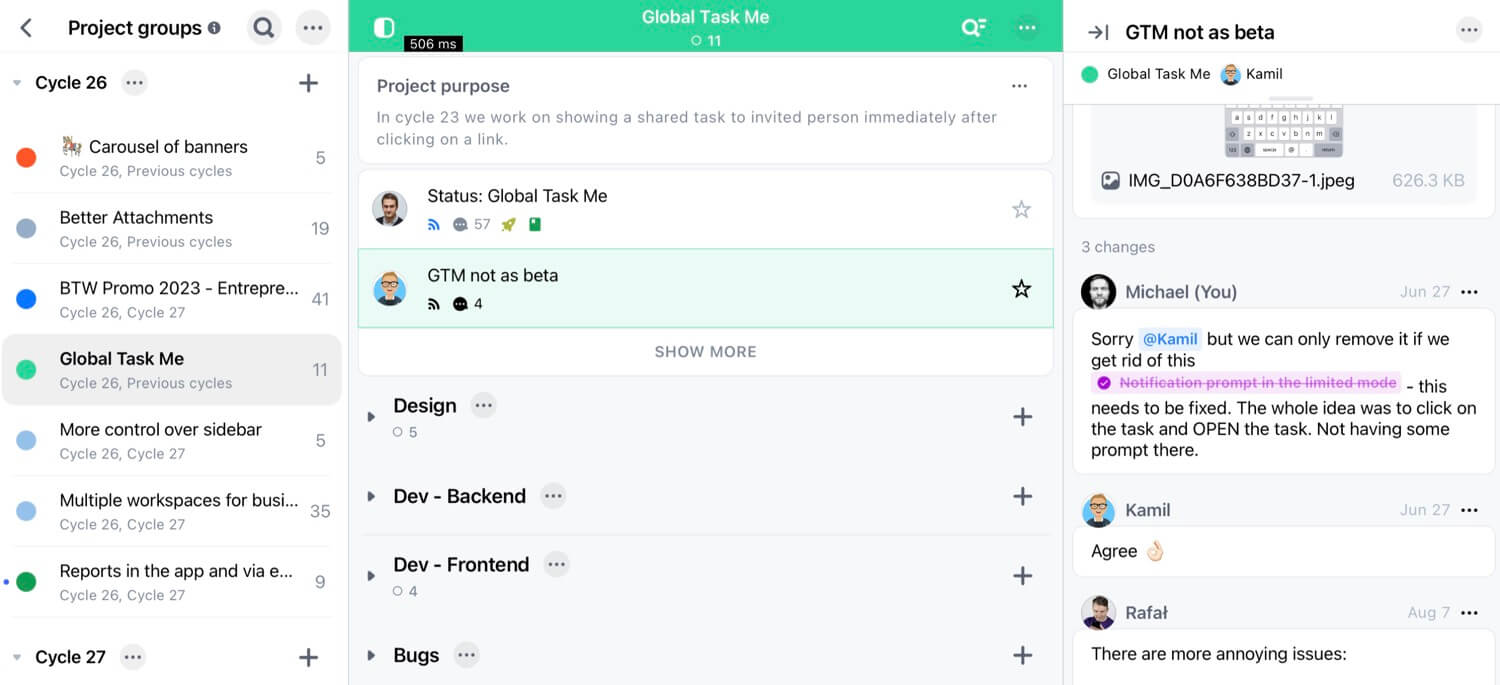 Project groups
Cycle 26
Carousel of banners
5
Cycle 26, Previous cycles
Better Attachments
19
Cycle 26, Previous cycles
BTW Promo 2023 - Entrepre...
41
Cycle 26, Cycle 27
Global Task Me
11
Cycle 26, Previous cycles
More control over sidebar
5
Cycle 26, Cycle 27
Multiple workspaces for busi...
35
Cycle 26, Cycle 27
Reports in the app and via e...
9
Cycle 26, Cycle 27
Cycle 27
Global Task Me
11
506 ms
Project purpose
In cycle 23 we work on showing a shared task to invited person immediately after
clicking on a link.
Status: Global Task Me
57
GTM not as beta
4
SHOW MORE
Design
5
Dev - Backend
Dev - Frontend
4
Bugs
GTM not as beta
Global Task Me Kamil
a s d f g h j k l
z x c v b n m
123 space @ . return
IMG_D0A6F638BD37-1.jpeg 626.3 KB
3 changes
Michael (You) Jun 27
Sorry @Kamil but we can only remove it if we
get rid of this
Notification prompt in the limited mode - this
needs to be fixed. The whole idea was to click on
the task and OPEN the task. Not having some
prompt there.
Kamil Jun 27
Agree 👌🏻
Rafał Aug 7
There are more annoying issues: